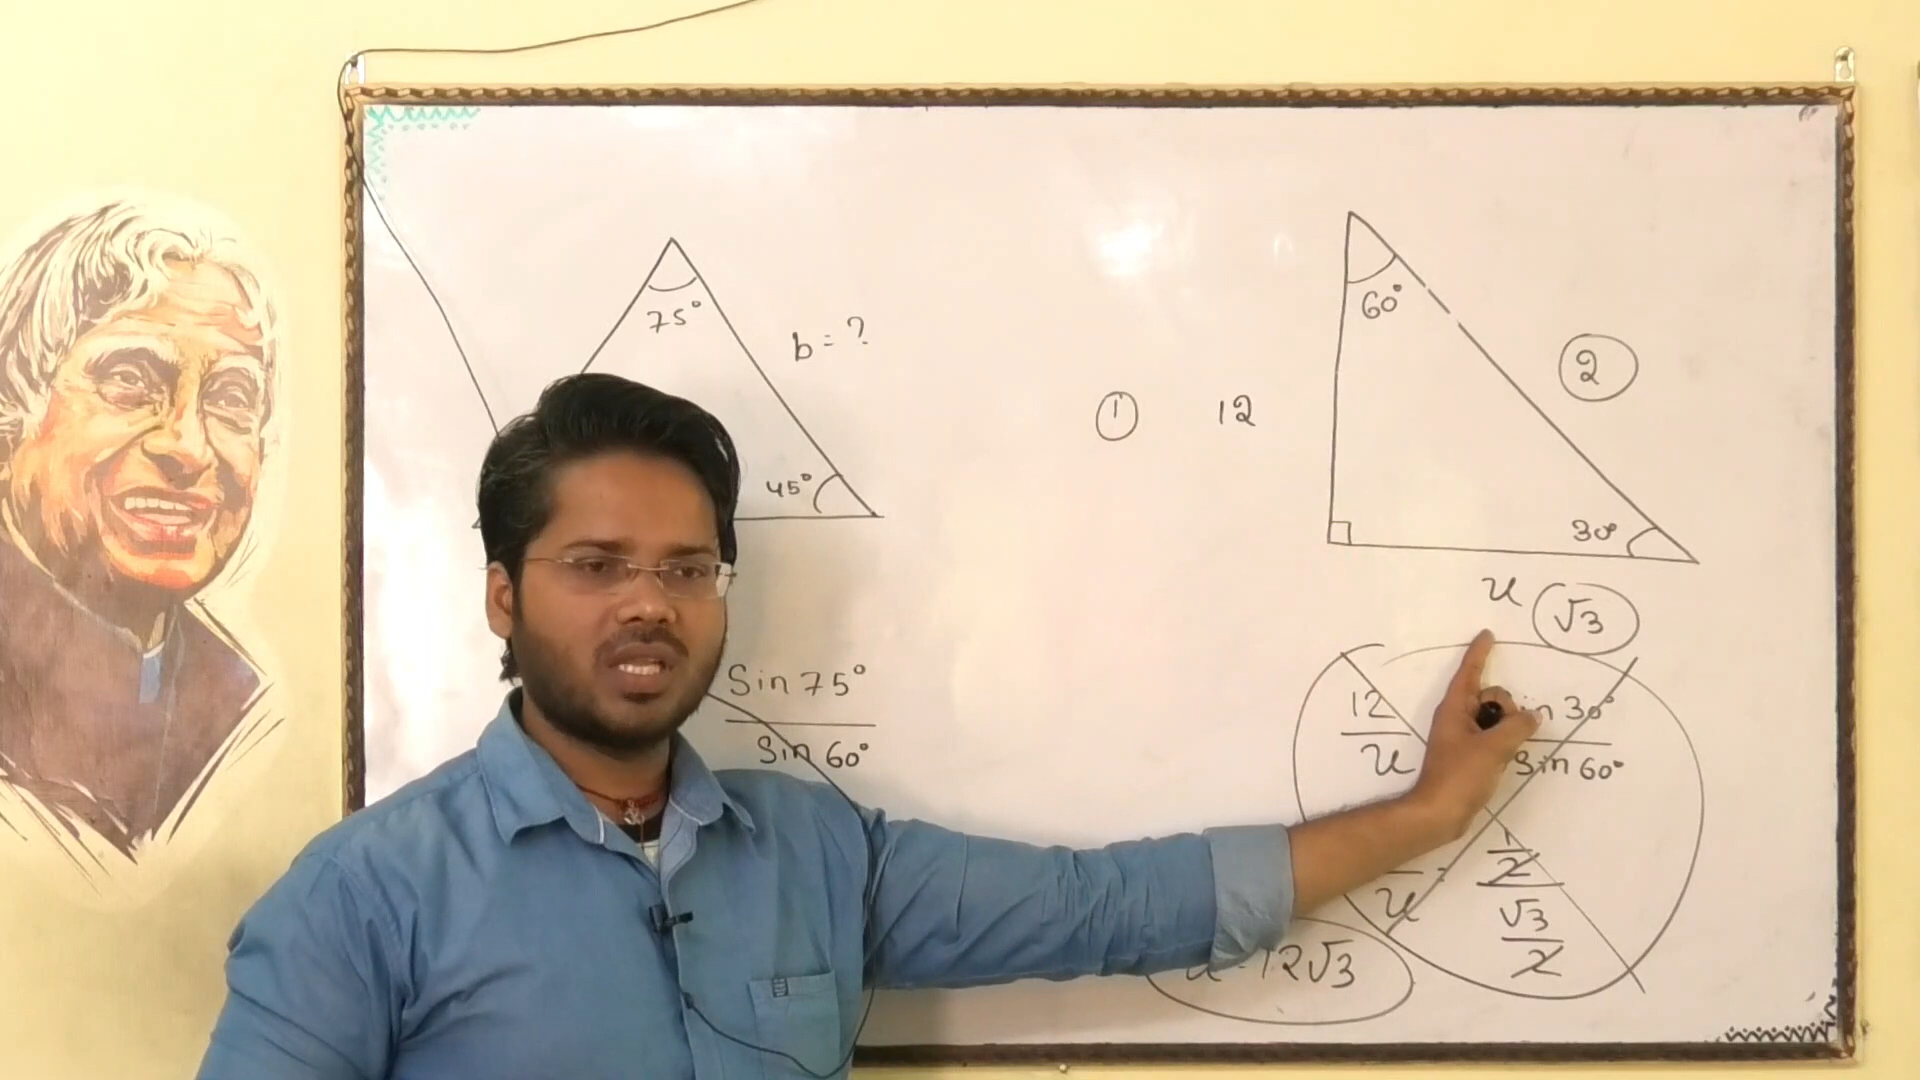 75°
b = ?
45°
Sin 75°
Sin 60°
60°
2
1 12
30°
x √3
12
x
in 30°
Sin 60°
x
1
2
√3
2
12√3